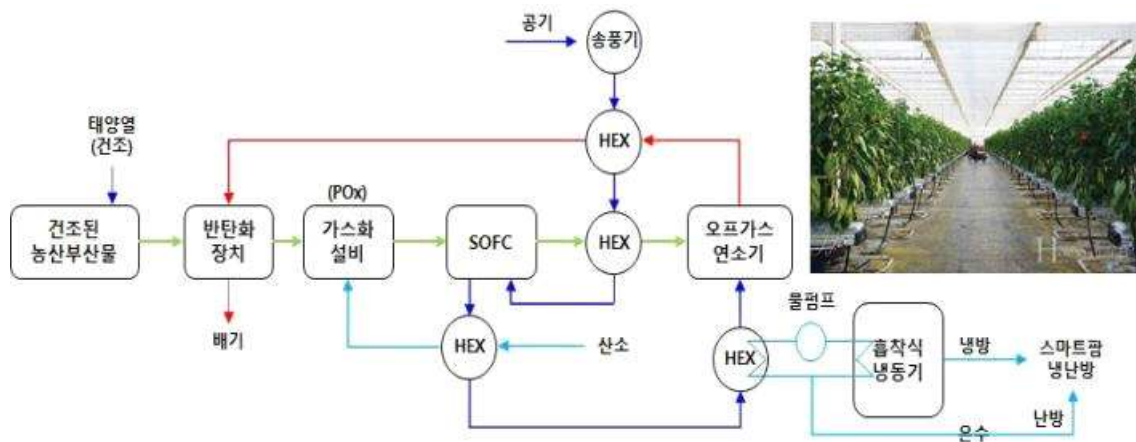 공기
송풍기
태양열
(건조)
HEX
(POx)
건조된
농산부산물
반탄화
장치
가스화
설비
SOFC
HEX
오프가스
연소기
배기
HEX
산소
HEX
물펌프
흡착식
냉동기
냉방
스마트팜
냉난방
난방
온수